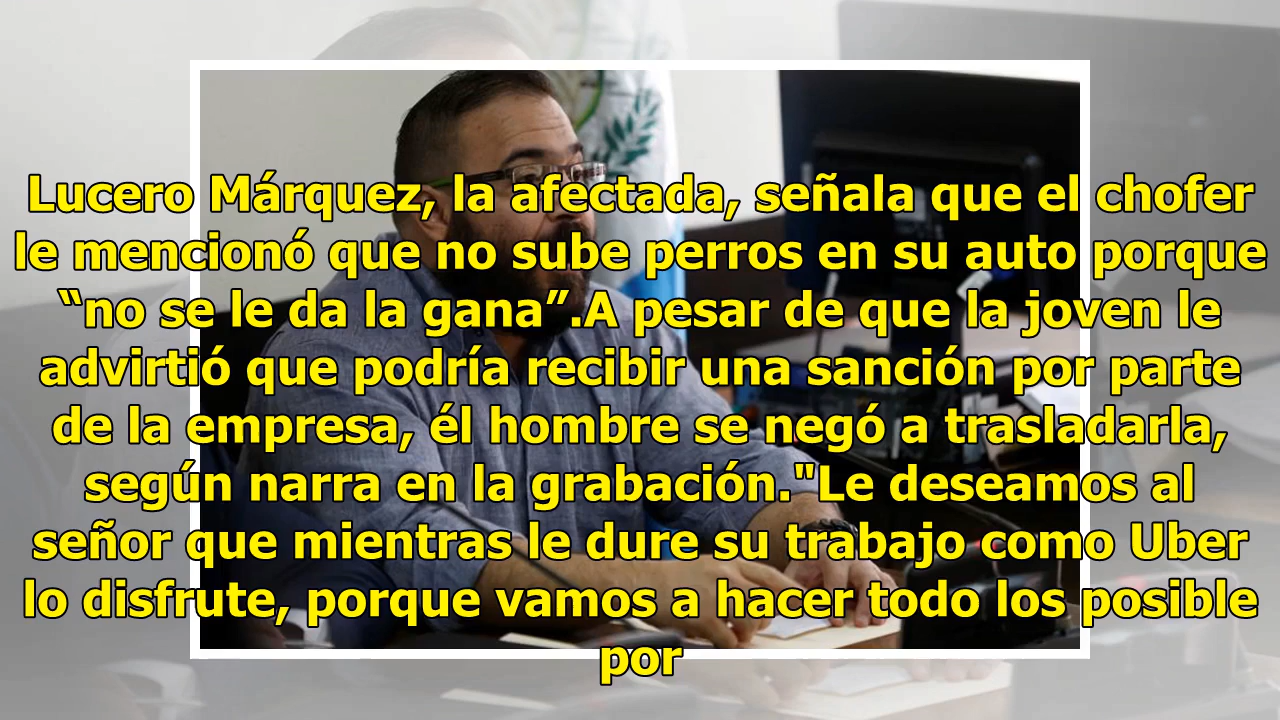 Lucero Márquez, la afectada, señala que el chofer
le mencionó que no sube perros en su auto porque
“no se le da la gana”.A pesar de que la joven le
advirtió que podría recibir una sanción por parte
de la empresa, él hombre se negó a trasladarla,
según narra en la grabación."Le deseamos al
señor que mientras le dure su trabajo como Uber
lo disfrute, porque vamos a hacer todo los posible
por